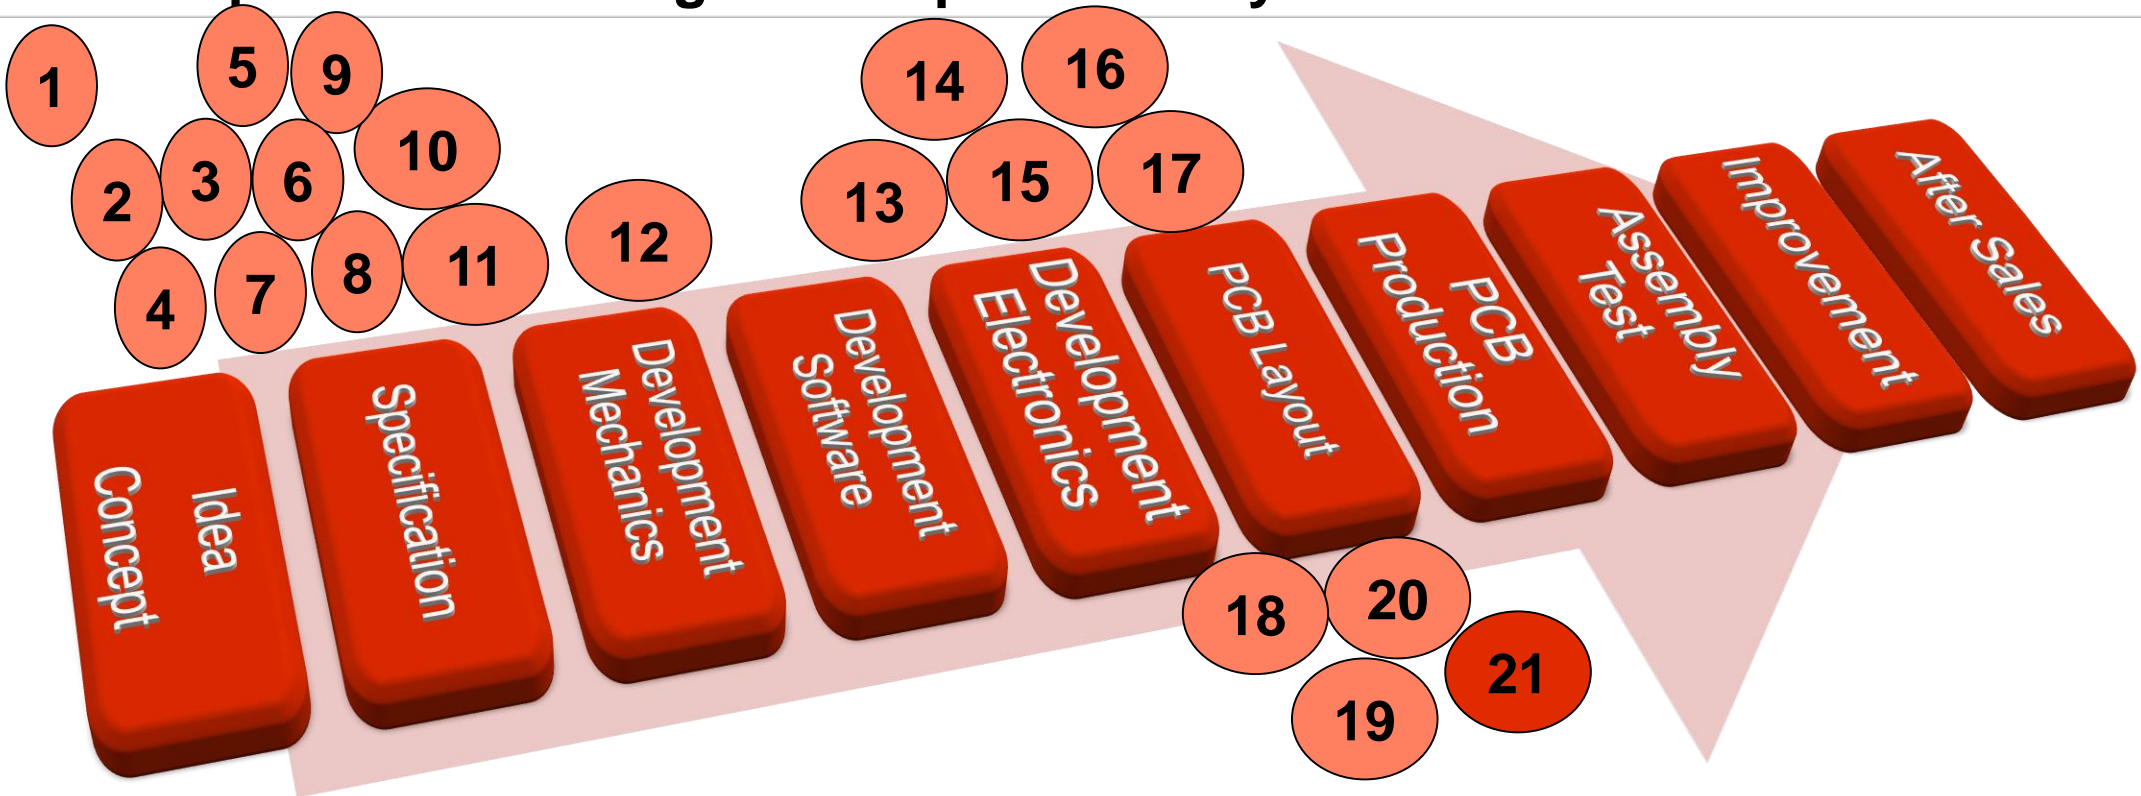 1
2
3
4
5
6
7
8
9
10
11
12
13
14
15
16
17
18
19
20
21
Idea
Concept
Specification
Development
Mechanics
Development
Software
Development
Electronics
PCB Layout
PCB
Production
Assembly
Test
Improvement
After Sales